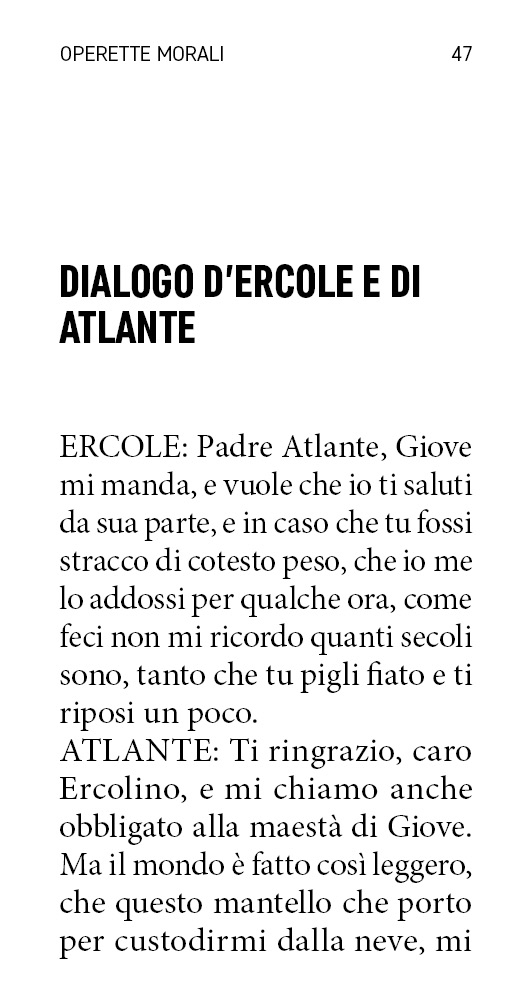 OPERETTE MORALI 47
DIALOGO D'ERCOLE E DI
ATLANTE
ERCOLE: Padre Atlante, Giove
mi manda, e vuole che io ti saluti
da sua parte, e in caso che tu fossi
stracco di cotesto peso, che io me
lo addossi per qualche ora, come
feci non mi ricordo quanti secoli
sono, tanto che tu pigli fiato e ti
riposi un poco.
ATLANTE: Ti ringrazio, caro
Ercolino, e mi chiamo anche
obbligato alla maestà di Giove.
Ma il mondo è fatto così leggero,
che questo mantello che porto
per custodirmi dalla neve, mi